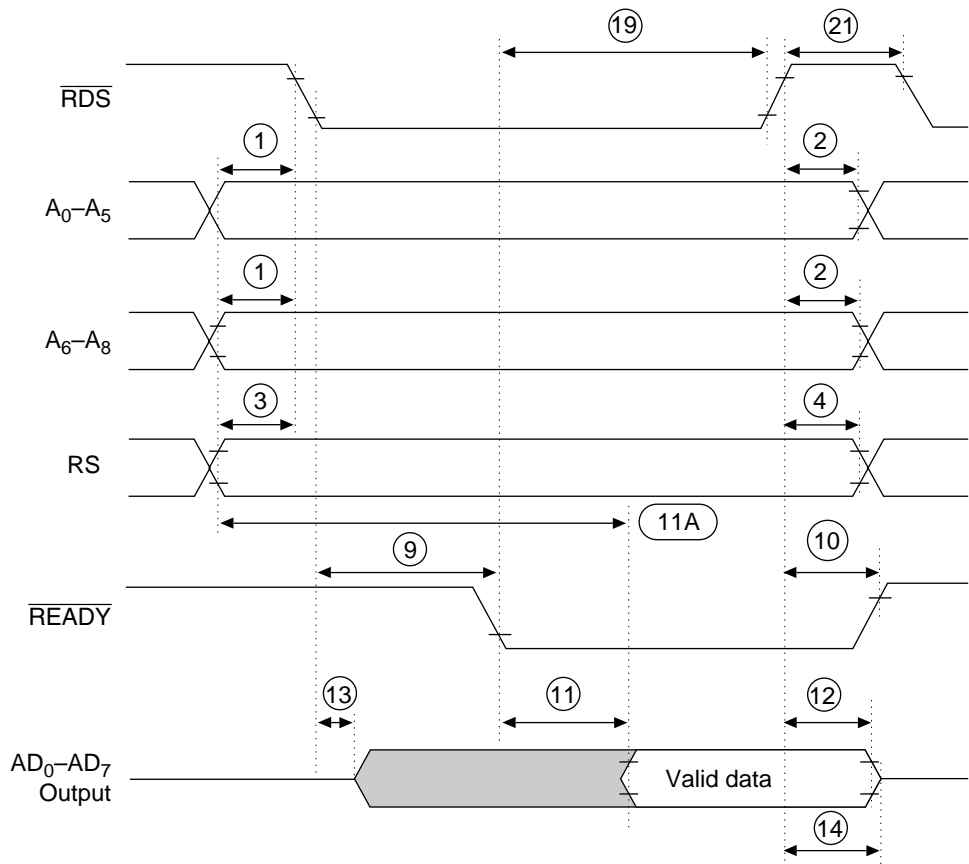 19
21
RDS
1
2
A0–A5
1
2
A6–A8
3
4
RS
11A
9
10
READY
13
11
12
AD0–AD7
Output
Valid data
14